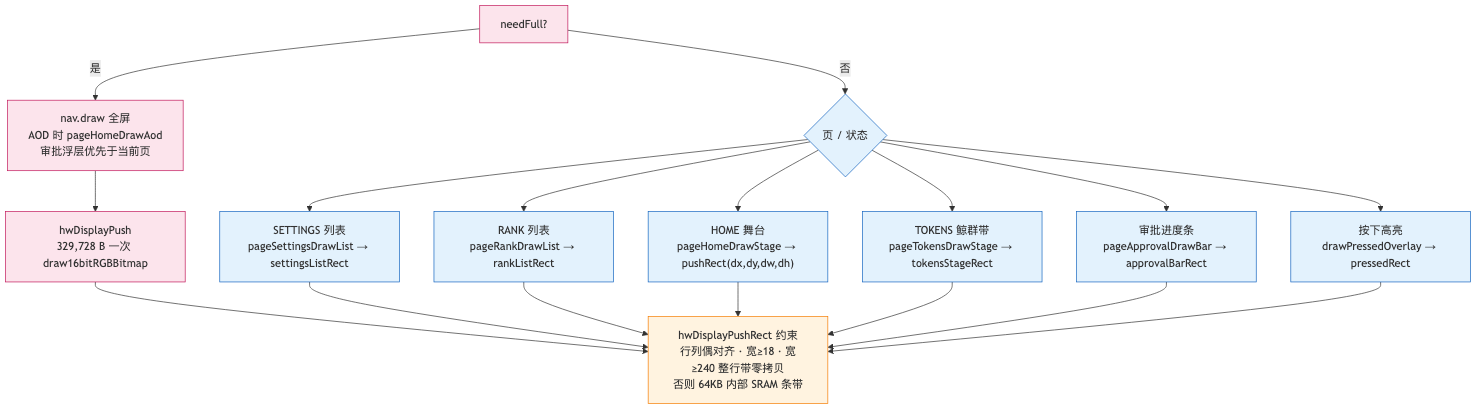 needFull?
是
否
nav.draw 全屏
AOD 时 pageHomeDrawAod
审批浮层优先于当前页
页 / 状态
hwDisplayPush
329,728 B 一次
draw16bitRGBBitmap
SETTINGS 列表
pageSettingsDrawList →
settingsListRect
RANK 列表
pageRankDrawList →
rankListRect
HOME 舞台
pageHomeDrawStage →
pushRect(dx,dy,dw,dh)
TOKENS 鲸群带
pageTokensDrawStage →
tokensStageRect
审批进度条
pageApprovalDrawBar →
approvalBarRect
按下高亮
drawPressedOverlay →
pressedRect
hwDisplayPushRect 约束
行列偶对齐 · 宽≥18 · 宽
≥240 整行带零拷贝
否则 64KB 内部 SRAM 条带